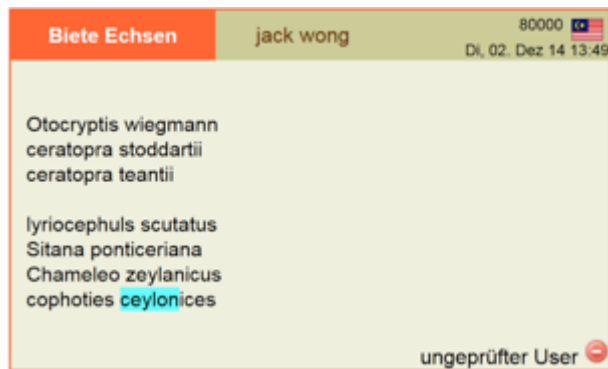 Biete Echsen
jack wong
80000
Di, 02. Dez 14 13:49
Otocryptis wiegmann
ceratopra stoddartii
ceratopra teantii
lyriocephuls scutatus
Sitana ponticeriana
Chameleo zeylanicus
cophoties ceylonices
ungeprüfter User